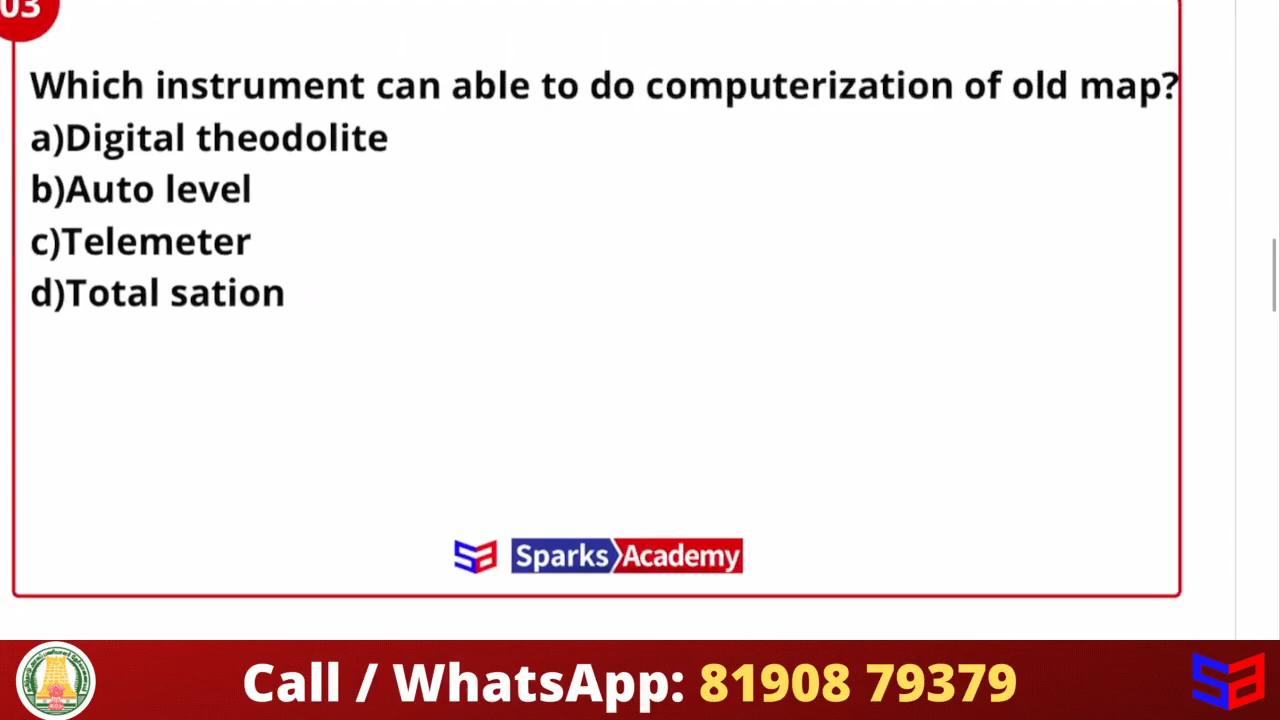 03
Which instrument can able to do computerization of old map?
a)Digital theodolite
b)Auto level
c)Telemeter
d)Total sation
Sparks Academy
Call / WhatsApp: 81908 79379